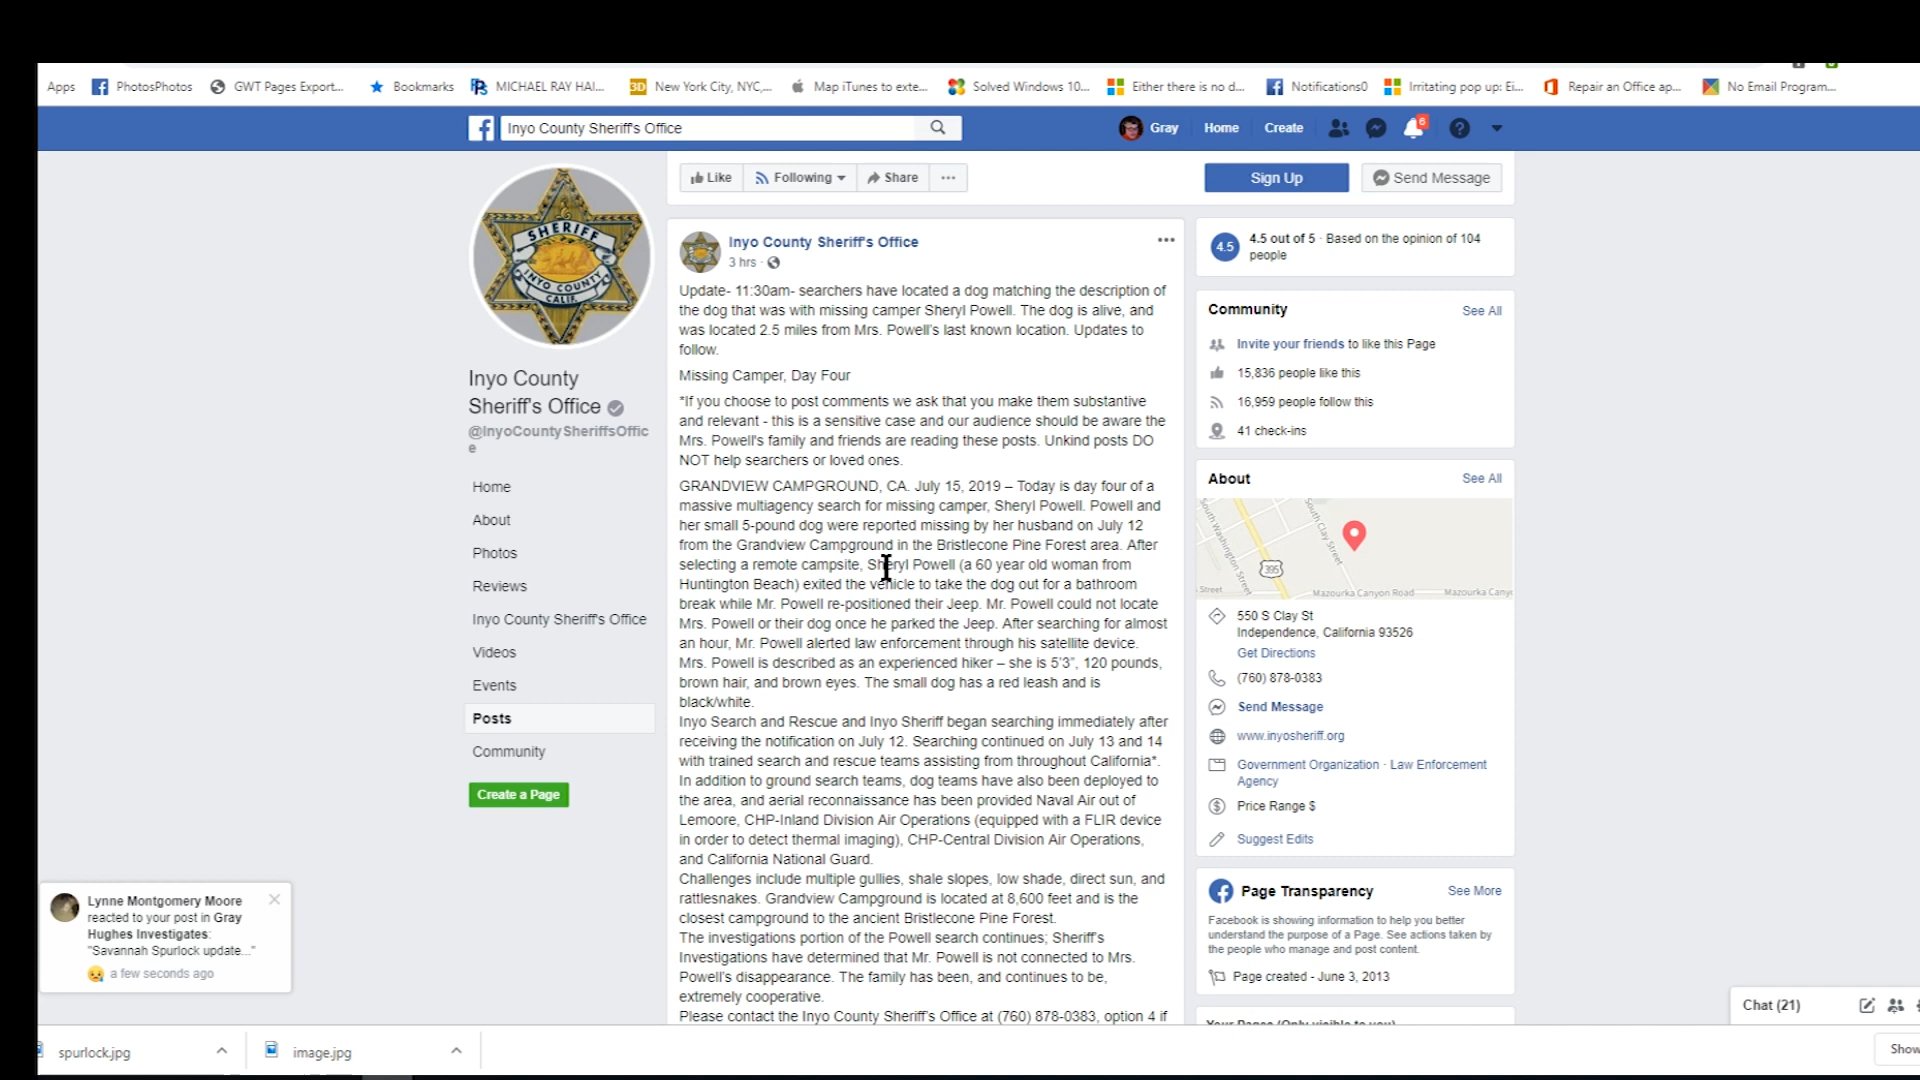 Apps
PhotosPhotos
GWT Pages Export...
Bookmarks
MICHAEL RAY HAI...
New York City, NYC,...
Map iTunes to exte...
Solved Windows 10...
Either there is no d...
Notifications0
Irritating pop up: Ei...
Repair an Office ap...
No Email Program...
Inyo County Sheriff's Office
Gray
Home
Create
6
SHERIFF
INYO COUNTY
CALIF.
Inyo County
Sheriff's Office
@InyoCountySheriffsOffic
e
Home
About
Photos
Reviews
Inyo County Sheriff's Office
Videos
Events
Posts
Community
Create a Page
Like
Following
Share
Sign Up
Send Message
Inyo County Sheriff's Office
3 hrs ·
Update- 11:30am- searchers have located a dog matching the description of
the dog that was with missing camper Sheryl Powell. The dog is alive, and
was located 2.5 miles from Mrs. Powell's last known location. Updates to
follow.
Missing Camper, Day Four
*If you choose to post comments we ask that you make them substantive
and relevant - this is a sensitive case and our audience should be aware the
Mrs. Powell's family and friends are reading these posts. Unkind posts DO
NOT help searchers or loved ones.
GRANDVIEW CAMPGROUND, CA. July 15, 2019 – Today is day four of a
massive multiagency search for missing camper, Sheryl Powell. Powell and
her small 5-pound dog were reported missing by her husband on July 12
from the Grandview Campground in the Bristlecone Pine Forest area. After
selecting a remote campsite, Sheryl Powell (a 60 year old woman from
Huntington Beach) exited the vehicle to take the dog out for a bathroom
break while Mr. Powell re-positioned their Jeep. Mr. Powell could not locate
Mrs. Powell or their dog once he parked the Jeep. After searching for almost
an hour, Mr. Powell alerted law enforcement through his satellite device.
Mrs. Powell is described as an experienced hiker – she is 5'3", 120 pounds,
brown hair, and brown eyes. The small dog has a red leash and is
black/white.
Inyo Search and Rescue and Inyo Sheriff began searching immediately after
receiving the notification on July 12. Searching continued on July 13 and 14
with trained search and rescue teams assisting from throughout California*.
In addition to ground search teams, dog teams have also been deployed to
the area, and aerial reconnaissance has been provided Naval Air out of
Lemoore, CHP-Inland Division Air Operations (equipped with a FLIR device
in order to detect thermal imaging), CHP-Central Division Air Operations,
and California National Guard.
Challenges include multiple gullies, shale slopes, low shade, direct sun, and
rattlesnakes. Grandview Campground is located at 8,600 feet and is the
closest campground to the ancient Bristlecone Pine Forest.
The investigations portion of the Powell search continues; Sheriff's
Investigations have determined that Mr. Powell is not connected to Mrs.
Powell's disappearance. The family has been, and continues to be,
extremely cooperative.
Please contact the Inyo County Sheriff's Office at (760) 878-0383, option 4 if
4.5
4.5 out of 5 · Based on the opinion of 104
people
Community
See All
Invite your friends to like this Page
15,836 people like this
16,959 people follow this
41 check-ins
About
See All
South Washington Street
South Clay Street
395
Street
Mazourka Canyon Road
Mazourka Cany
550 S Clay St
Independence, California 93526
Get Directions
(760) 878-0383
Send Message
www.inyosheriff.org
Government Organization · Law Enforcement
Agency
Price Range $
Suggest Edits
Page Transparency
See More
Facebook is showing information to help you better
understand the purpose of a Page. See actions taken by
the people who manage and post content.
Page created - June 3, 2013
Your Pages (Only visible to you)
Lynne Montgomery Moore
reacted to your post in Gray
Hughes Investigates:
"Savannah Spurlock update..."
a few seconds ago
Chat (21)
spurlock.jpg
image.jpg
Show